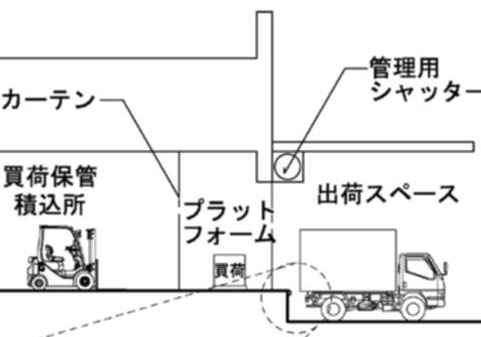 管理用
シャッター
カーテン
買荷保管
積込所
プラット
フォーム
出荷スペース
買荷